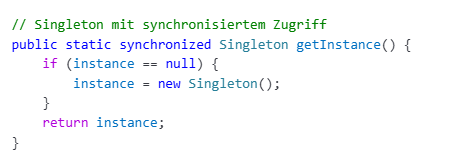 // Singleton mit synchronisiertem Zugriff
public static synchronized Singleton getInstance() {
    if (instance == null) {
        instance = new Singleton();
    }
    return instance;
}